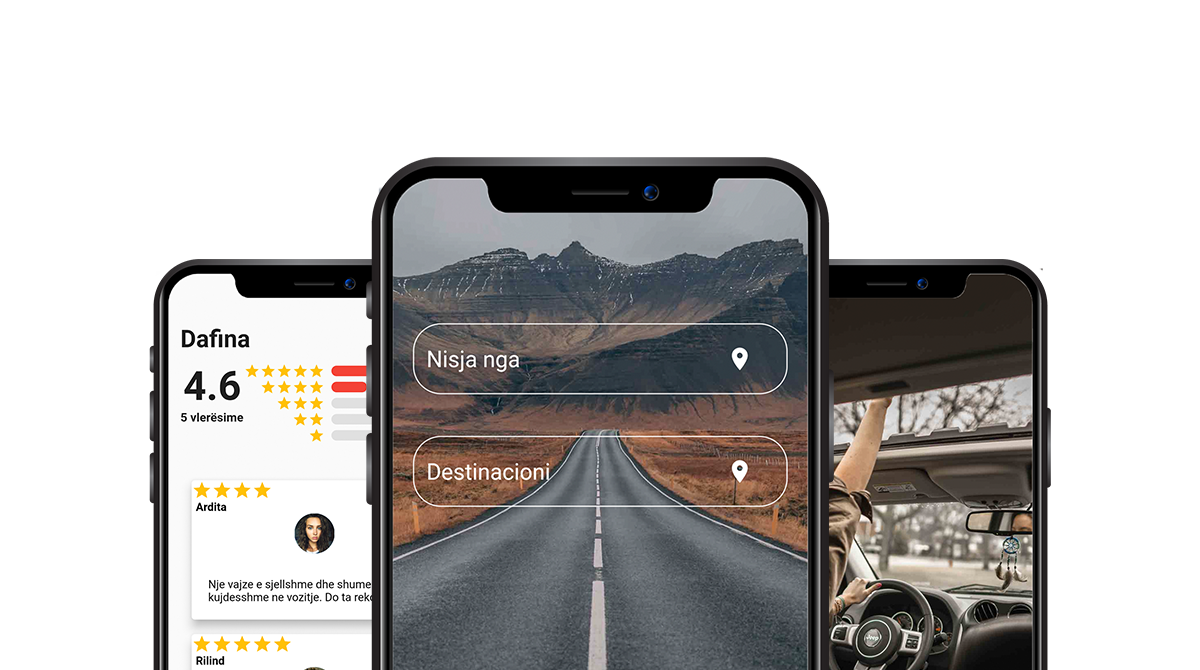 Dafina
4.6
5 vlerësime
Ardita
Nje vajze e sjellshme dhe shume
kujdesshme ne vozitje. Do ta
Rilind
Nisja nga
Destinacioni
Jeep